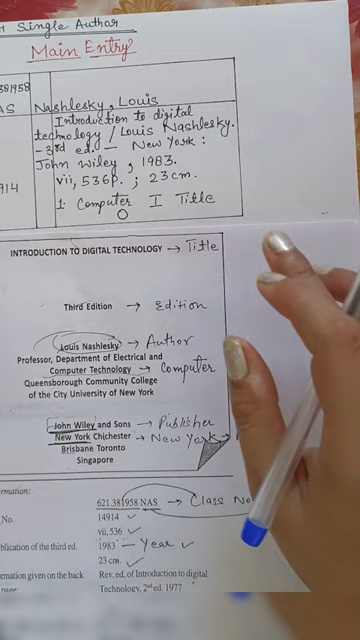 Single Author
Main Entry
381958
AS
Nashlesky, Louis
Introduction to digital
technology / Louis Nashlesky.
- 3rd ed. — New York :
John Wiley, 1983.
vii, 536p. ; 23 cm.
914
1. Computer I Title
INTRODUCTION TO DIGITAL TECHNOLOGY → Title
Third Edition → Edition
Louis Nashlesky → Author
Professor, Department of Electrical and
Computer Technology → Computer
Queensborough Community College
of the City University of New York
John Wiley and Sons → Publisher
New York Chichester → New York →
Brisbane Toronto
Singapore
ormation:
621.381958 NAS → Class No
No. 14914 ✓
vii, 536 ✓
blication of the third ed. '1983' — Year ✓
23 cm. ✓
ormation given on the back Rev. ed. of Introduction to digital
Technology, 2nd ed. 1977